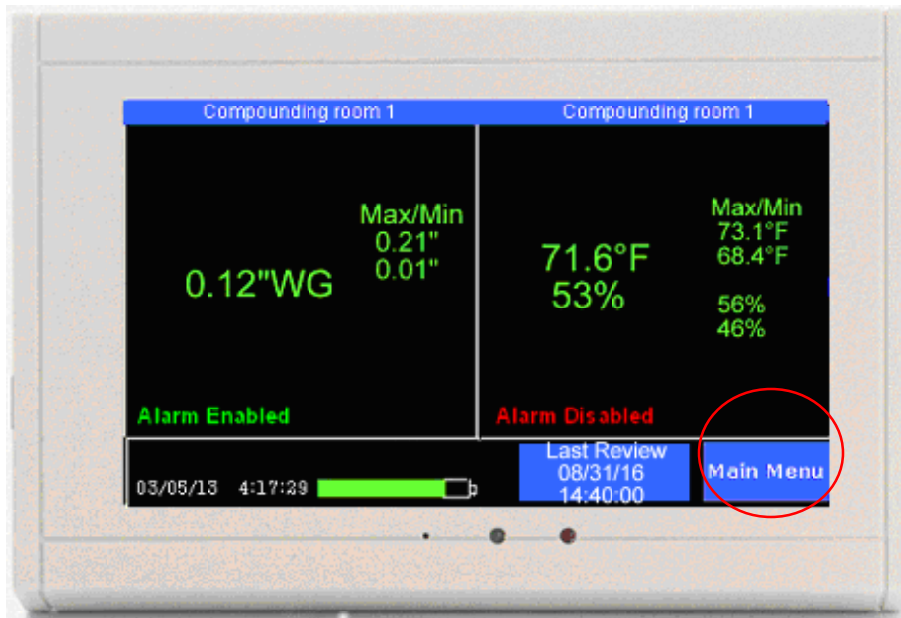 Compounding room 1
Max/Min
0.21"
0.01"
0.12"WG
Alarm Enabled
Compounding room 1
Max/Min
73.1°F
68.4°F
71.6°F
53%
56%
46%
Alarm Disabled
03/05/13 4:17:29
Last Review
08/31/16
14:40:00
Main Menu